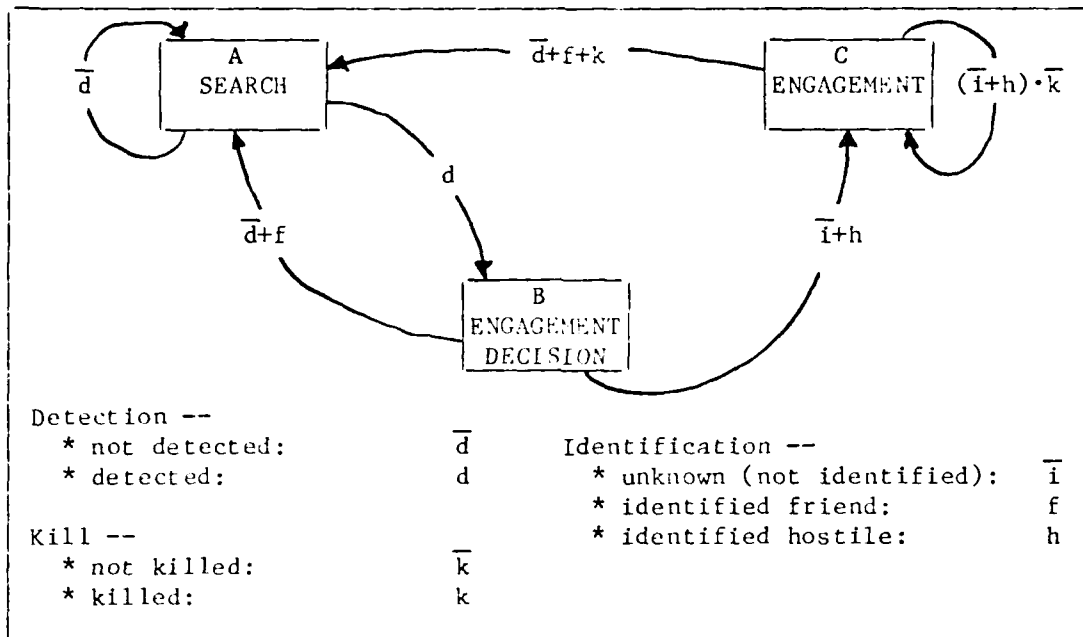 A
SEARCH
d̅
d̅+f+k
C
ENGAGEMENT
(i̅+h)·k̅
d
d̅+f
i̅+h
B
ENGAGEMENT
DECISION
Detection --
* not detected: d̅
* detected: d
Kill --
* not killed: k̅
* killed: k
Identification --
* unknown (not identified): i̅
* identified friend: f
* identified hostile: h